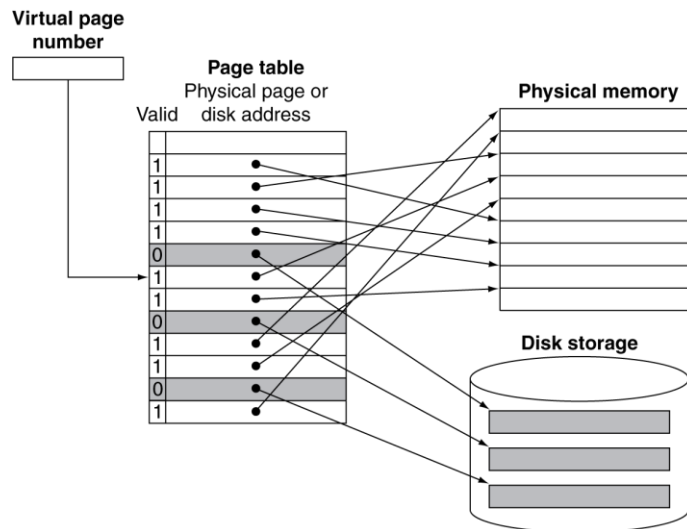 Virtual page
number
Page table
Physical page or
Valid disk address
Physical memory
1
1
1
1
0
1
1
0
1
1
0
1
Disk storage